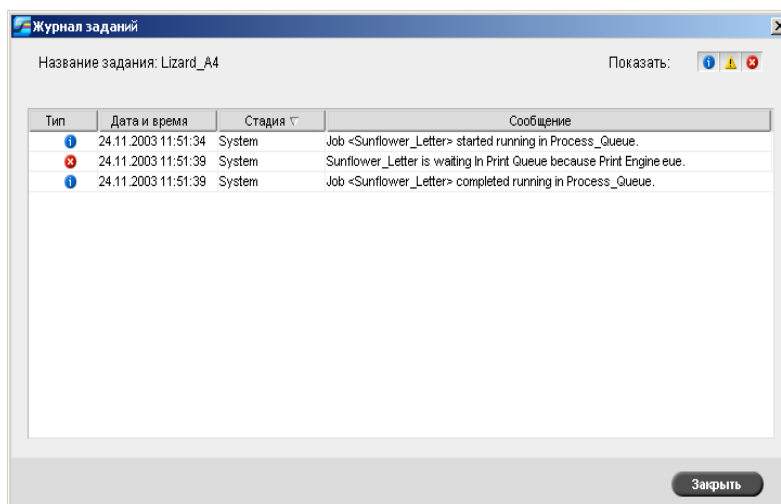 Журнал заданий
Название задания: Lizard_A4 Показать:
Тип Дата и время Стадия Сообщение
24.11.2003 11:51:34 System Job <Sunflower_Letter> started running in Process_Queue.
24.11.2003 11:51:39 System Sunflower_Letter is waiting In Print Queue because Print Engine eue.
24.11.2003 11:51:39 System Job <Sunflower_Letter> completed running in Process_Queue.
Закрыть